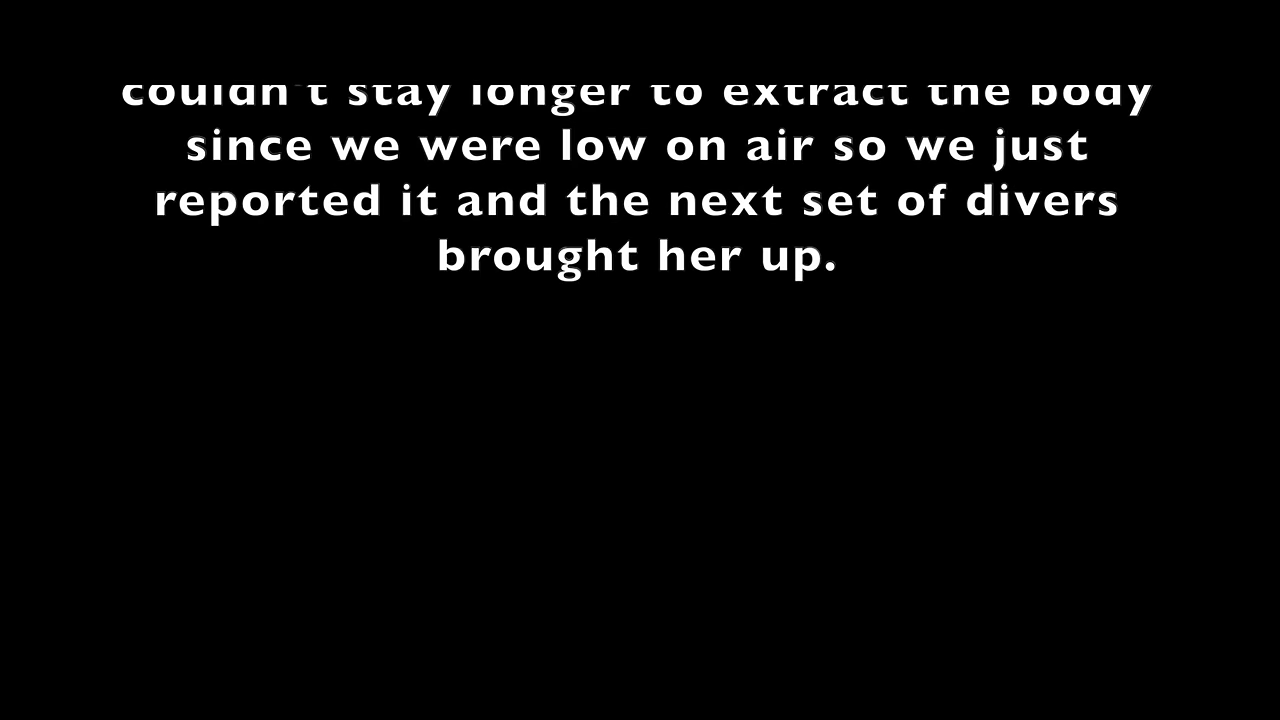 couldn't stay longer to extract the body
since we were low on air so we just
reported it and the next set of divers
brought her up.